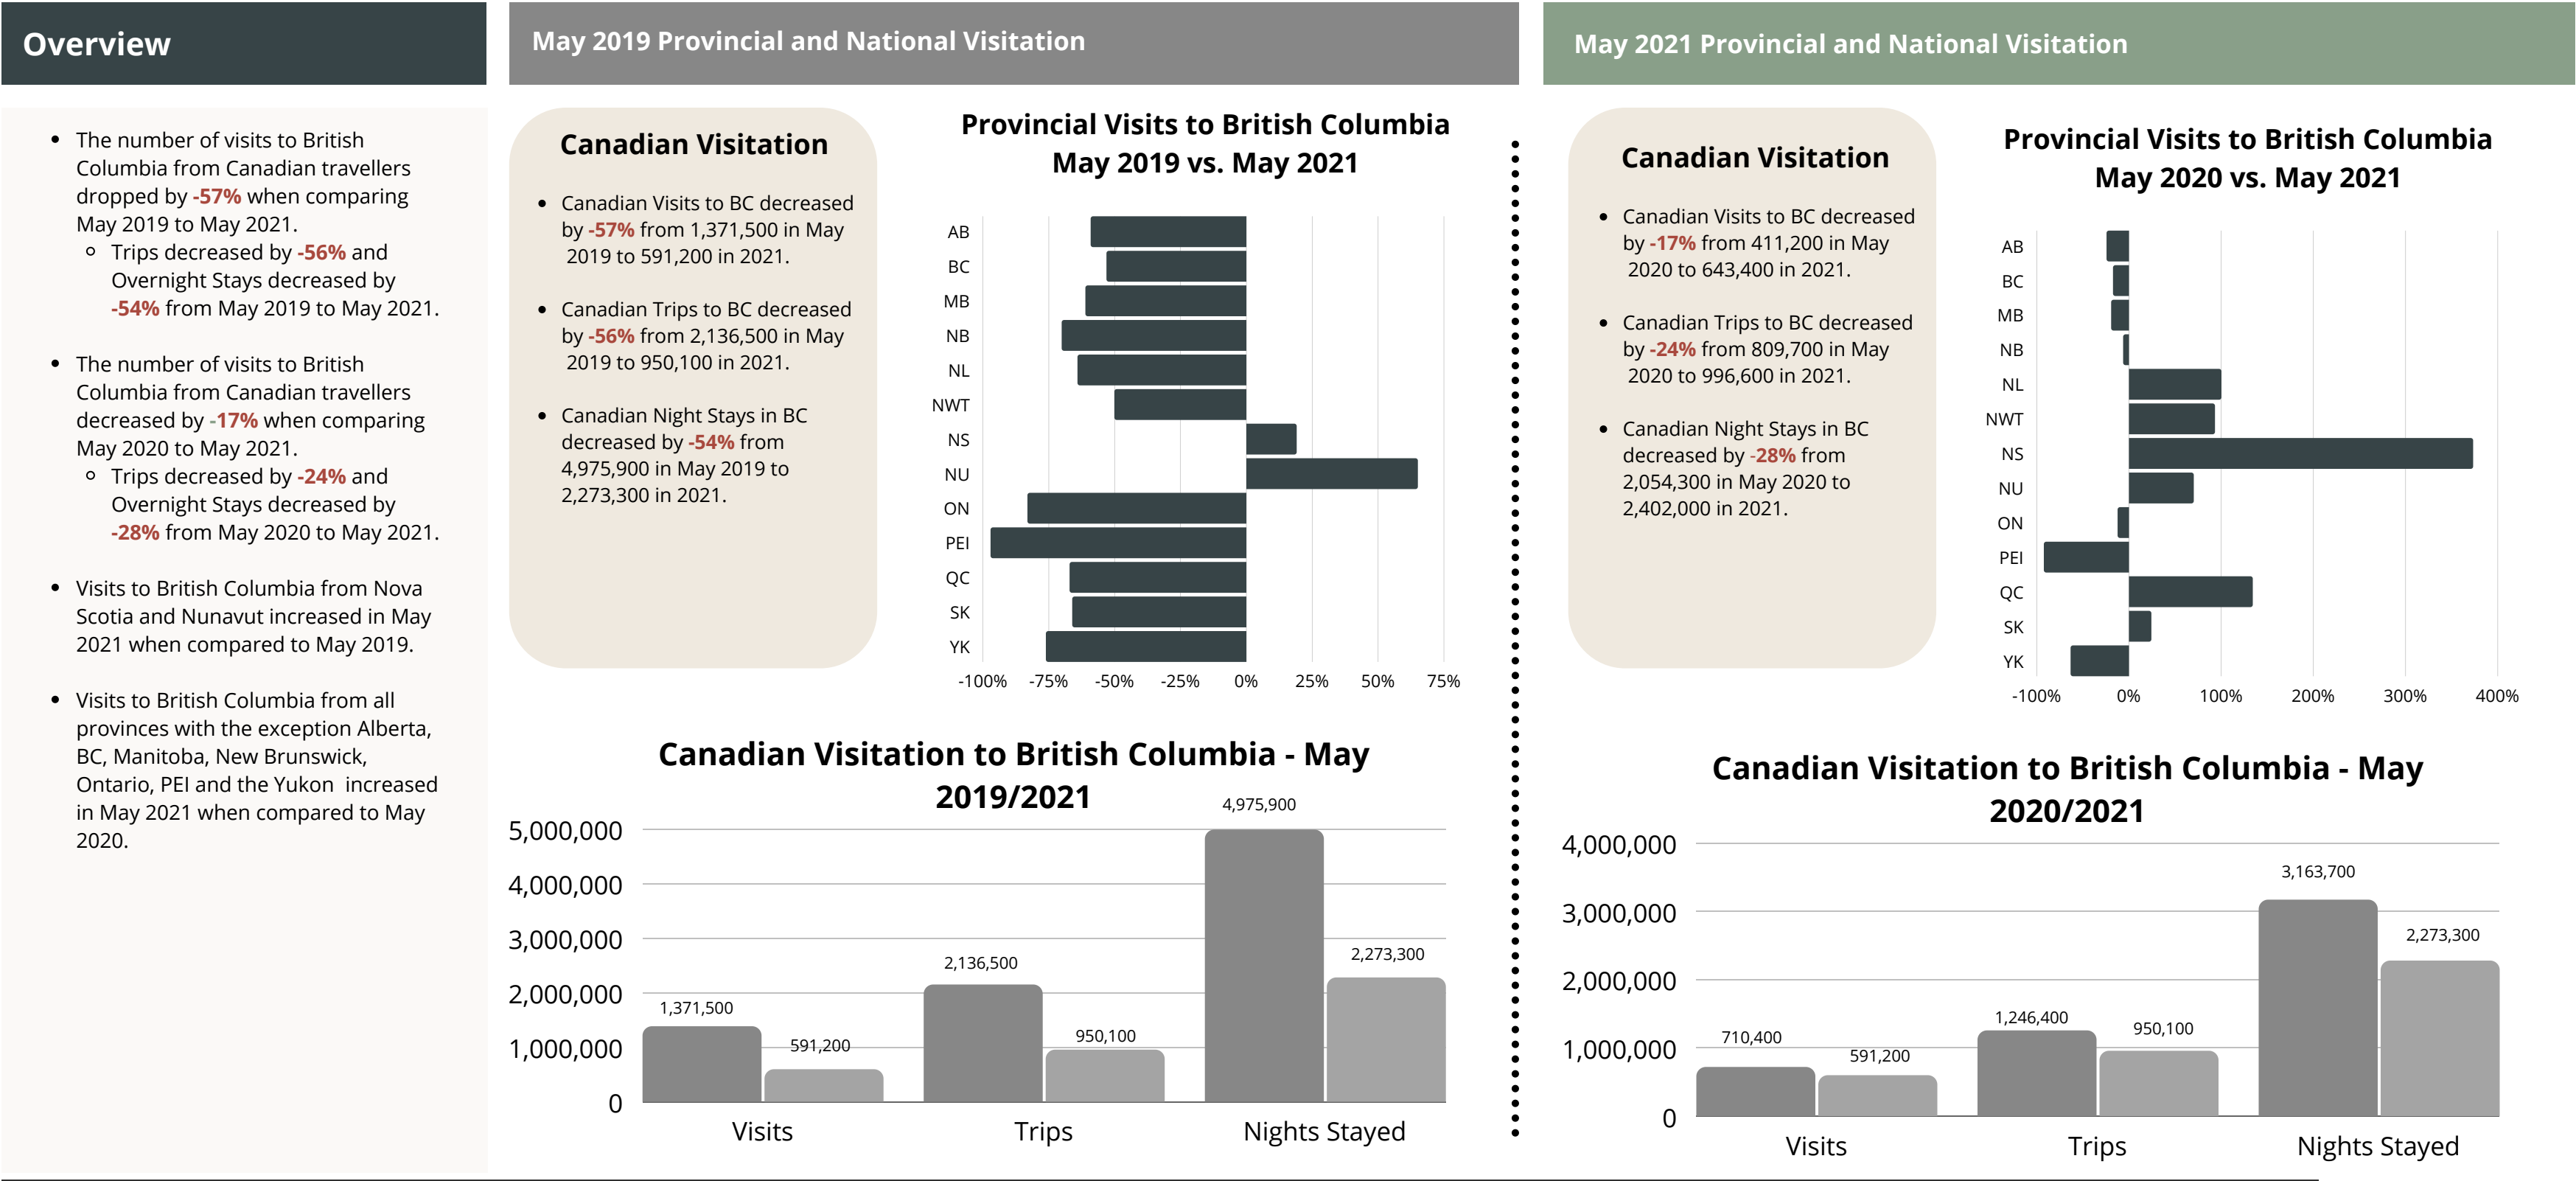 Overview
• The number of visits to British
Columbia from Canadian travellers
dropped by -57% when comparing
May 2019 to May 2021.
○ Trips decreased by -56% and
Overnight Stays decreased by
-54% from May 2019 to May 2021.
• The number of visits to British
Columbia from Canadian travellers
decreased by -17% when comparing
May 2020 to May 2021.
○ Trips decreased by -24% and
Overnight Stays decreased by
-28% from May 2020 to May 2021.
• Visits to British Columbia from Nova
Scotia and Nunavut increased in May
2021 when compared to May 2019.
• Visits to British Columbia from all
provinces with the exception Alberta,
BC, Manitoba, New Brunswick,
Ontario, PEI and the Yukon increased
in May 2021 when compared to May
2020.
May 2019 Provincial and National Visitation
Canadian Visitation
• Canadian Visits to BC decreased
by -57% from 1,371,500 in May
2019 to 591,200 in 2021.
• Canadian Trips to BC decreased
by -56% from 2,136,500 in May
2019 to 950,100 in 2021.
• Canadian Night Stays in BC
decreased by -54% from
4,975,900 in May 2019 to
2,273,300 in 2021.
Provincial Visits to British Columbia
May 2019 vs. May 2021
AB
BC
MB
NB
NL
NWT
NS
NU
ON
PEI
QC
SK
YK
-100% -75% -50% -25% 0% 25% 50% 75%
Canadian Visitation to British Columbia - May
2019/2021
4,975,900
5,000,000
4,000,000
3,000,000
2,000,000
1,000,000
0
1,371,500
591,200
2,136,500
950,100
2,273,300
Visits Trips Nights Stayed
May 2021 Provincial and National Visitation
Canadian Visitation
• Canadian Visits to BC decreased
by -17% from 411,200 in May
2020 to 643,400 in 2021.
• Canadian Trips to BC decreased
by -24% from 809,700 in May
2020 to 996,600 in 2021.
• Canadian Night Stays in BC
decreased by -28% from
2,054,300 in May 2020 to
2,402,000 in 2021.
Provincial Visits to British Columbia
May 2020 vs. May 2021
AB
BC
MB
NB
NL
NWT
NS
NU
ON
PEI
QC
SK
YK
-100% 0% 100% 200% 300% 400%
Canadian Visitation to British Columbia - May
2020/2021
4,000,000
3,000,000
2,000,000
1,000,000
0
710,400
591,200
1,246,400
950,100
3,163,700
2,273,300
Visits Trips Nights Stayed